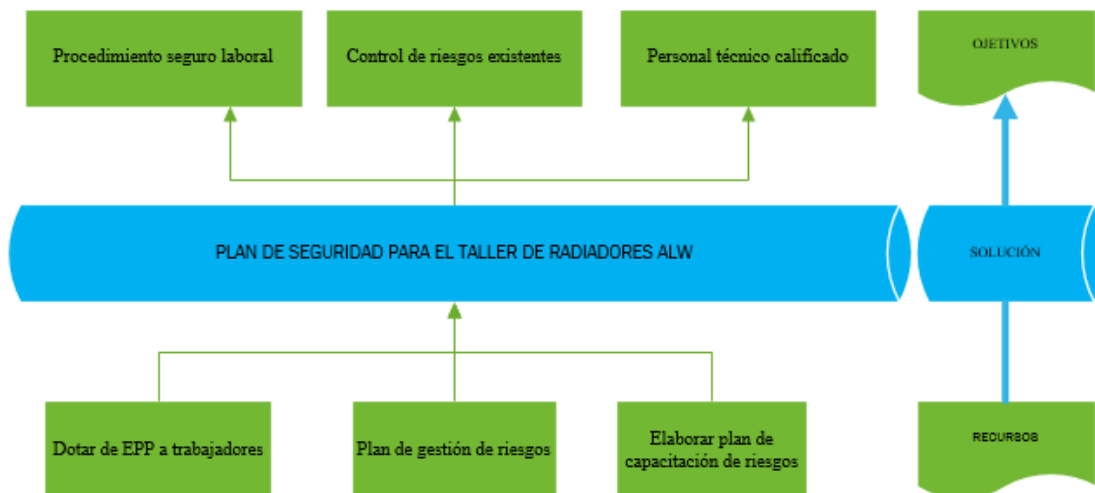 Procedimiento seguro laboral
Control de riesgos existentes
Personal técnico calificado
OJETIVOS
PLAN DE SEGURIDAD PARA EL TALLER DE RADIADORES ALW
SOLUCIÓN
Dotar de EPP a trabajadores
Plan de gestión de riesgos
Elaborar plan de
capacitación de riesgos
RECURSOS